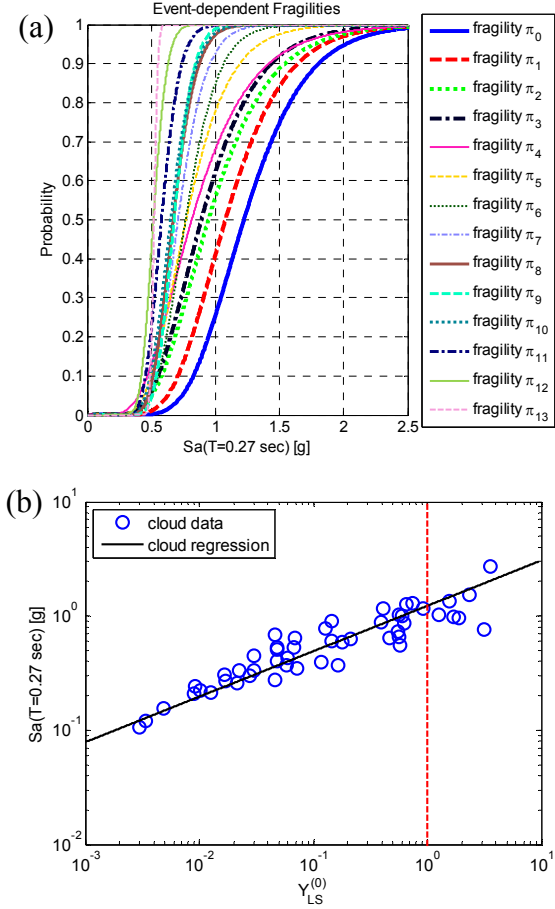 (a)
Event-dependent Fragilities
Probability
1
0.9
0.8
0.7
0.6
0.5
0.4
0.3
0.2
0.1
0
0 0.5 1 1.5 2 2.5
Sa(T=0.27 sec) [g]
fragility π0
fragility π1
fragility π2
fragility π3
fragility π4
fragility π5
fragility π6
fragility π7
fragility π8
fragility π9
fragility π10
fragility π11
fragility π12
fragility π13
(b)
cloud data
cloud regression
Sa(T=0.27 sec) [g]
10^1
10^0
10^-1
10^-2
10^-3 10^-2 10^-1 10^0 10^1
Y_LS^(0)